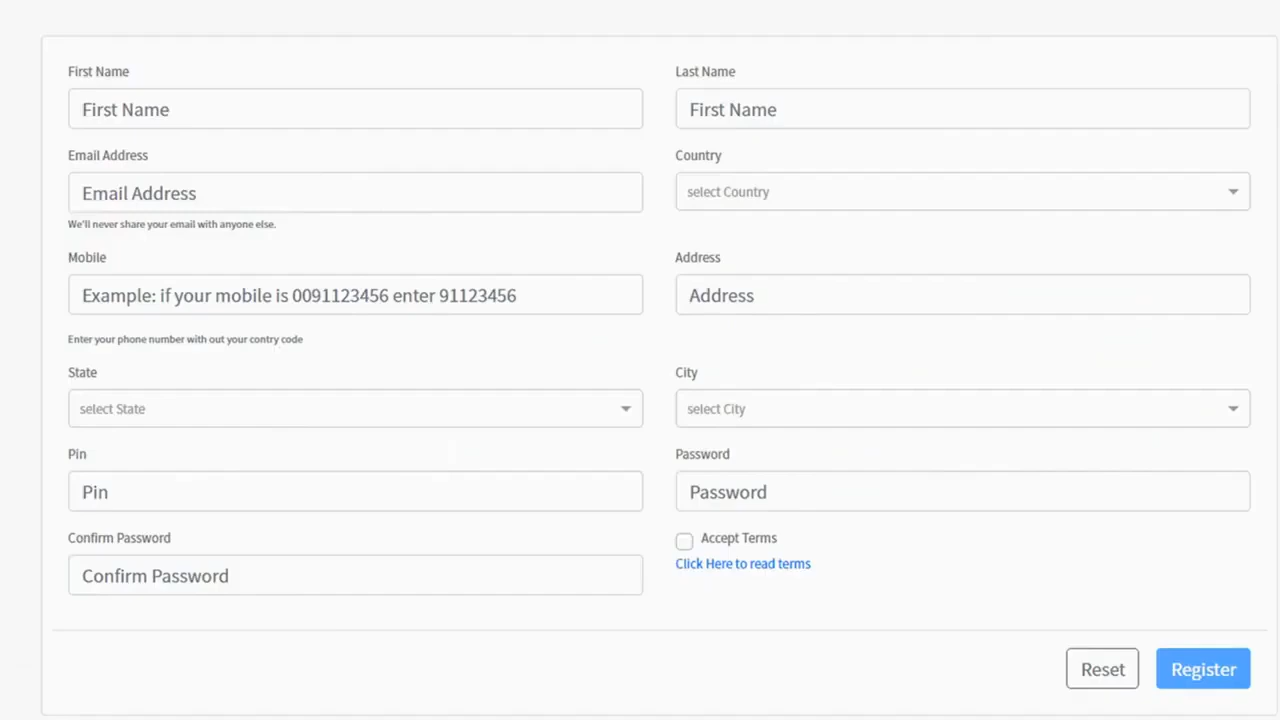 First Name
Last Name
First Name
First Name
Email Address
Country
Email Address
select Country
We'll never share your email with anyone else.
Mobile
Address
Example: if your mobile is 0091123456 enter 91123456
Address
Enter your phone number with out your contry code
State
City
select State
select City
Pin
Password
Pin
Password
Confirm Password
Accept Terms
Click Here to read terms
Confirm Password
Reset
Register